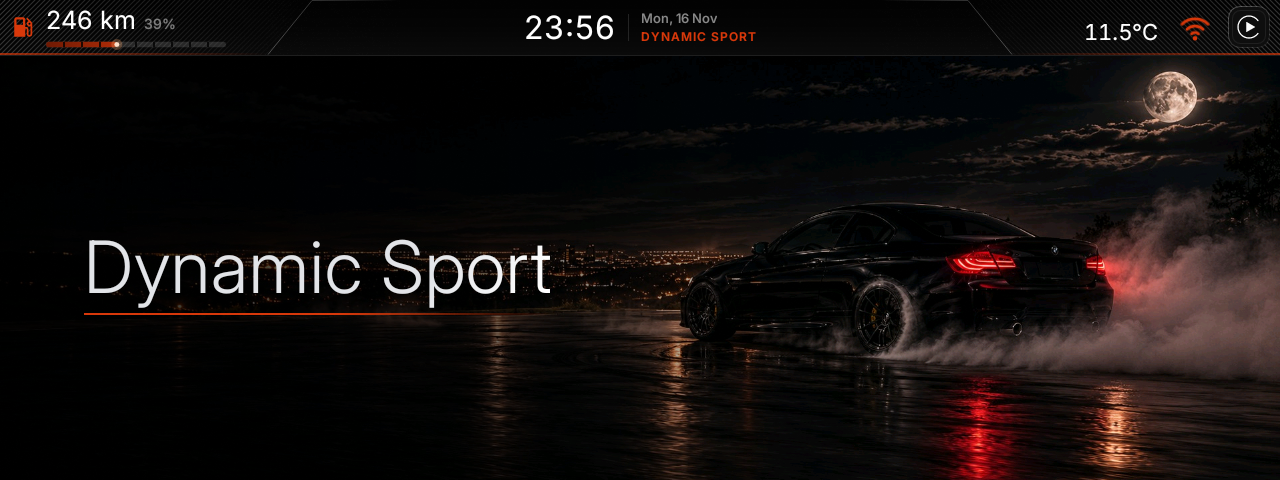 246 km 39%
23:56
Mon, 16 Nov
DYNAMIC SPORT
11.5°C
Dynamic Sport